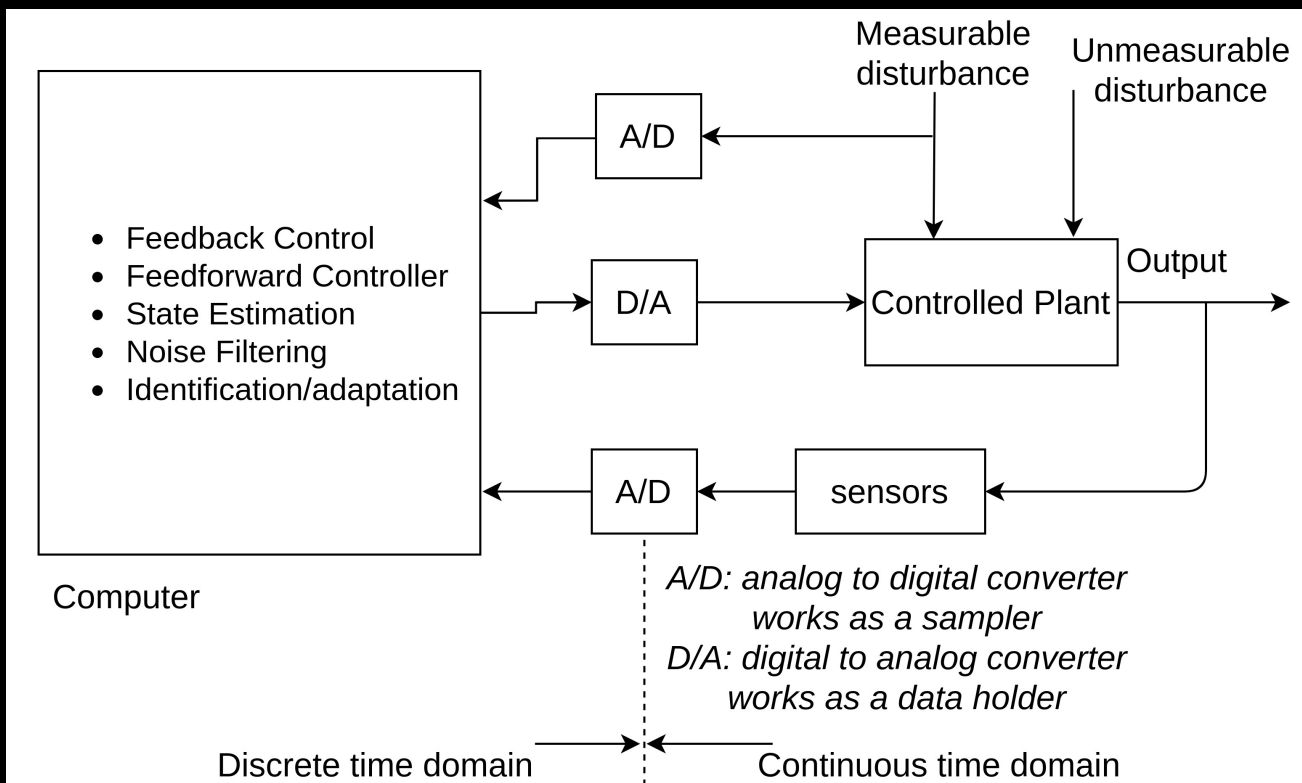 Measurable
disturbance
Unmeasurable
disturbance
A/D
• Feedback Control
• Feedforward Controller
• State Estimation
• Noise Filtering
• Identification/adaptation
D/A
Controlled Plant
Output
A/D
sensors
Computer
A/D: analog to digital converter
works as a sampler
D/A: digital to analog converter
works as a data holder
Discrete time domain
Continuous time domain